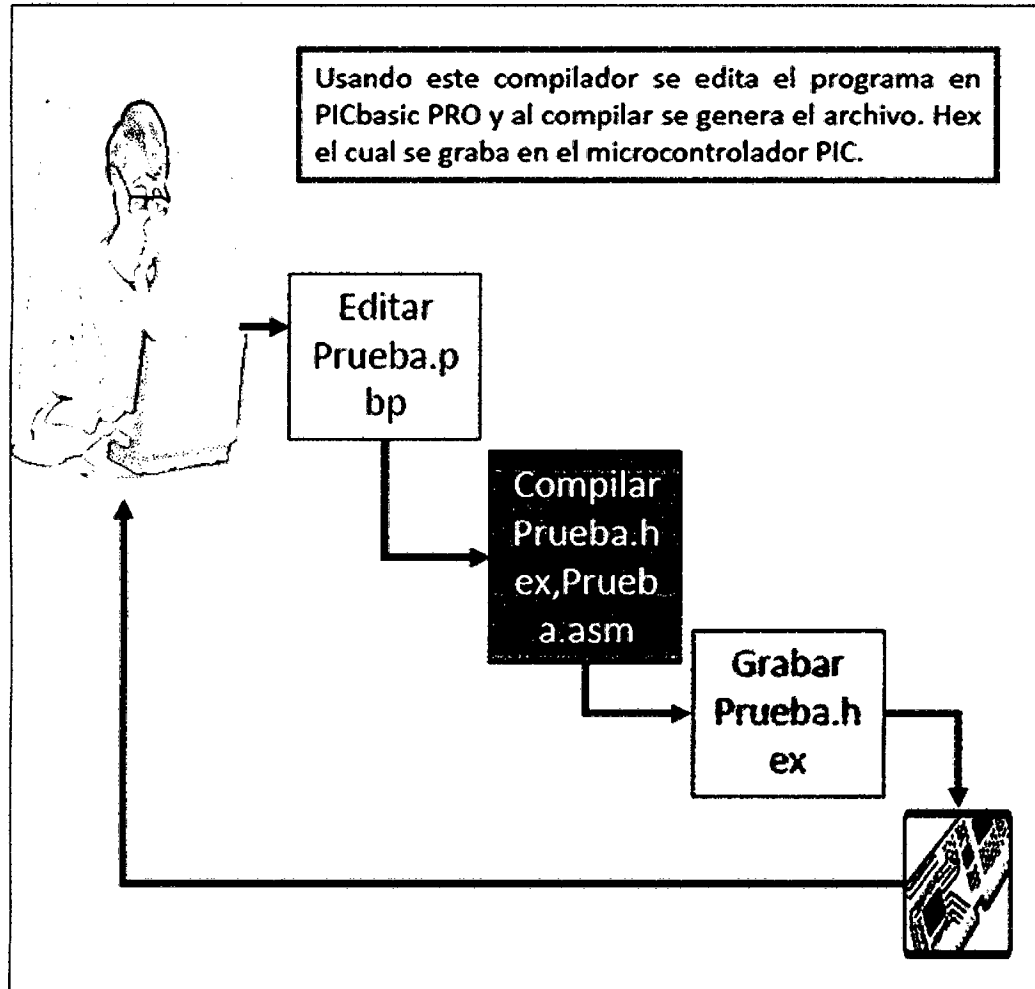 Usando este compilador se edita el programa en
PICbasic PRO y al compilar se genera el archivo. Hex
el cual se graba en el microcontrolador PIC.
Editar
Prueba.p
bp
Compilar
Prueba.h
ex,Prueb
a.asm
Grabar
Prueba.h
ex